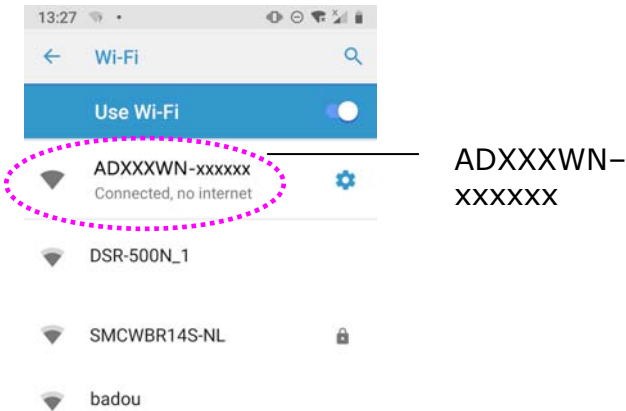 13:27
Wi-Fi
Use Wi-Fi
ADXXXWN-xxxxxx
Connected, no internet
ADXXXWN–
xxxxxx
DSR-500N_1
SMCWBR14S-NL
badou